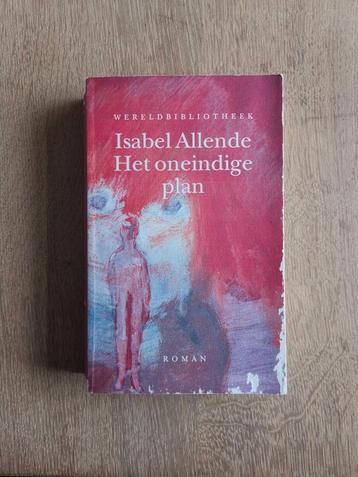 WERELDBIBLIOTHEEK
Isabel Allende
Het oneindige
plan
ROMAN